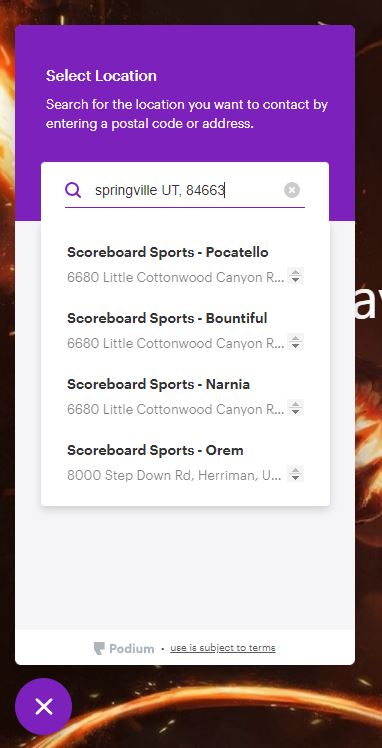 Select Location
Search for the location you want to contact by
entering a postal code or address.
springville UT, 84663
Scoreboard Sports - Pocatello
6680 Little Cottonwood Canyon R...
Scoreboard Sports - Bountiful
6680 Little Cottonwood Canyon R...
Scoreboard Sports - Narnia
6680 Little Cottonwood Canyon R...
Scoreboard Sports - Orem
8000 Step Down Rd, Herriman, U...
Podium • use is subject to terms